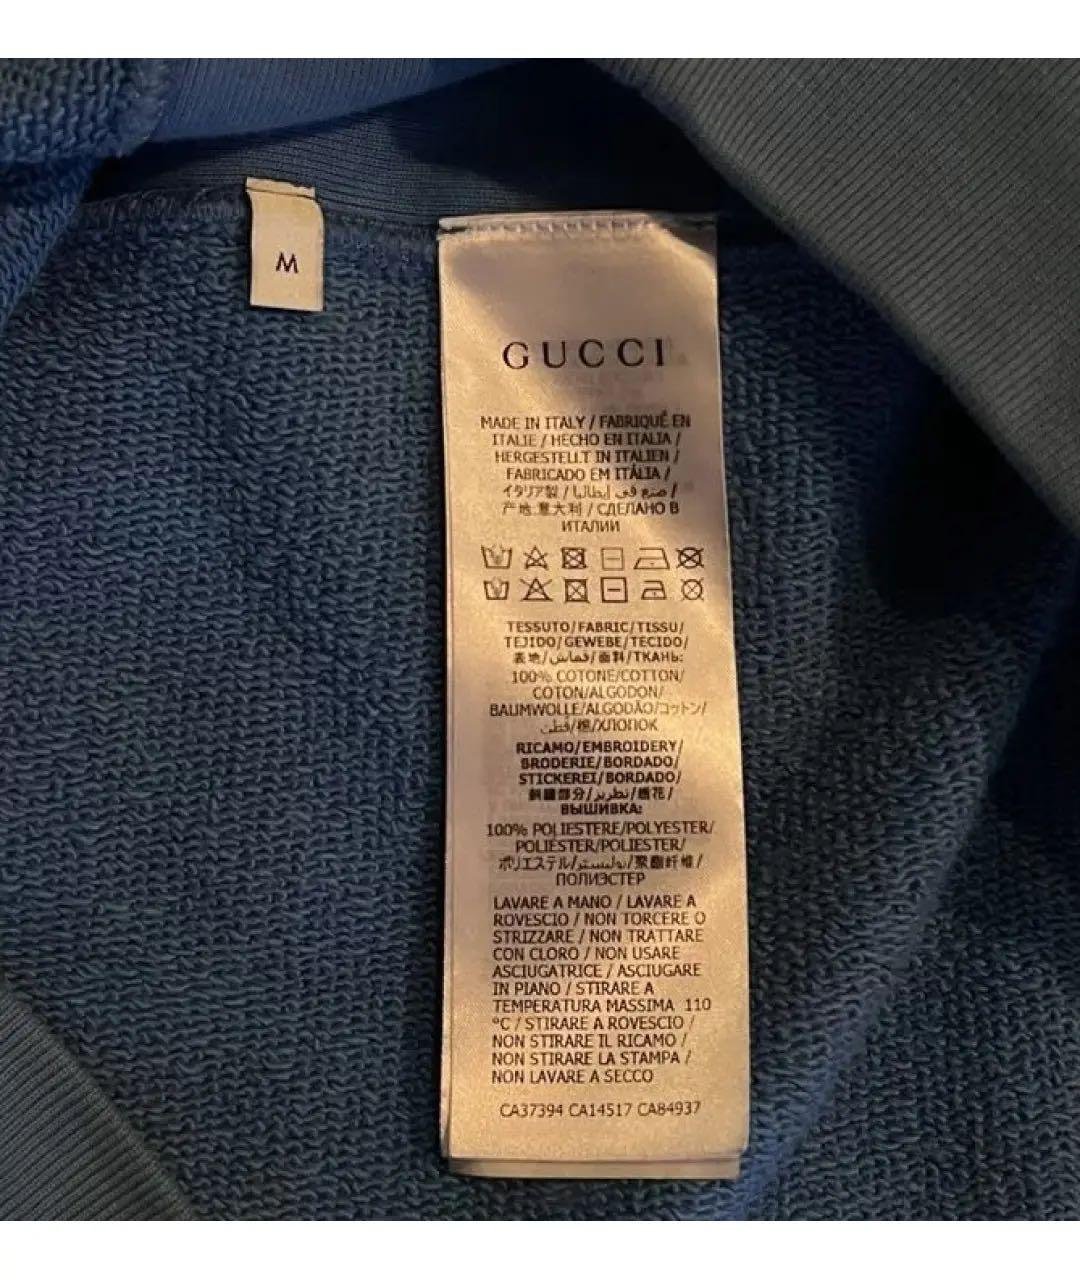 M
GUCCI
MADE IN ITALY / FABRIQUÉ EN
ITALIE / HECHO EN ITALIA /
HERGESTELLT IN ITALIEN /
FABRICADO EM ITÁLIA /
イタリア製 / صنع في إيطاليا /
产地:意大利 / СДЕЛАНО В
ИТАЛИИ
TESSUTO/FABRIC/TISSU/
TEJIDO/GEWEBE/TECIDO/
表地/قماش/面料/ТКАНЬ:
100% COTONE/COTTON/
COTON/ALGODON/
BAUMWOLLE/ALGODÃO/コットン/
قطن/棉/ХЛОПОК
RICAMO/EMBROIDERY/
BRODERIE/BORDADO/
STICKEREI/BORDADO/
刺繍部分/تطريز/绣花/
ВЫШИВКА:
100% POLIESTERE/POLYESTER/
POLIÉSTER/POLIESTER/
ポリエステル/بوليستر/聚酯纤维/
ПОЛИЭСТЕР
LAVARE A MANO / LAVARE A
ROVESCIO / NON TORCERE O
STRIZZARE / NON TRATTARE
CON CLORO / NON USARE
ASCIUGATRICE / ASCIUGARE
IN PIANO / STIRARE A
TEMPERATURA MASSIMA 110
°C / STIRARE A ROVESCIO /
NON STIRARE IL RICAMO /
NON STIRARE LA STAMPA /
NON LAVARE A SECCO
CA37394 CA14517 CA84937